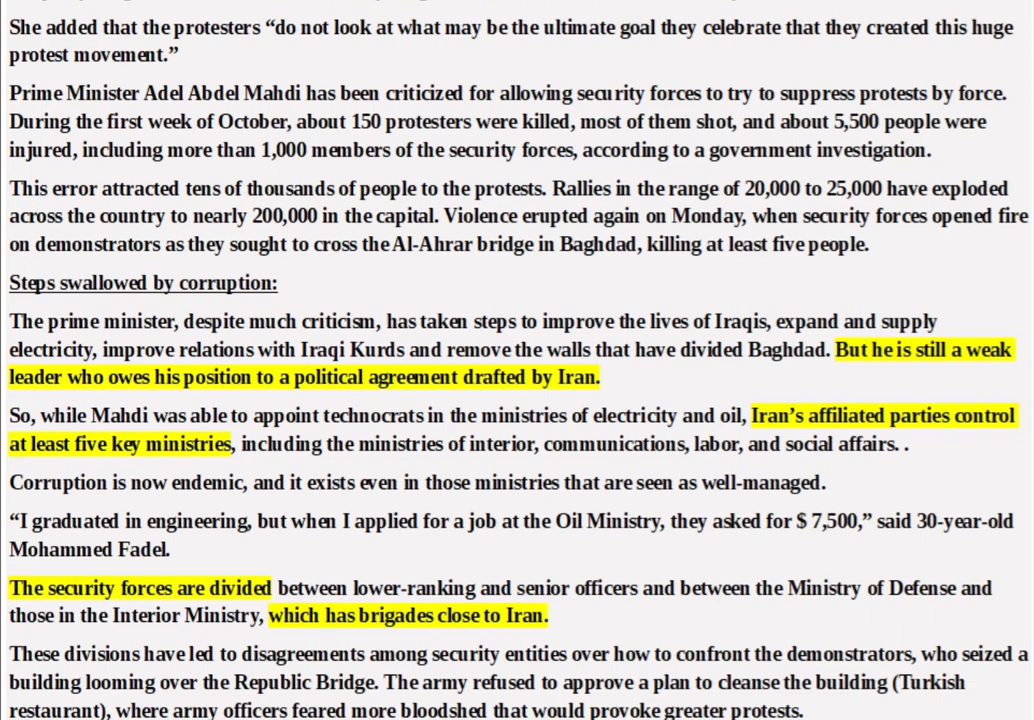 She added that the protesters “do not look at what may be the ultimate goal they celebrate that they created this huge
protest movement.”
Prime Minister Adel Abdel Mahdi has been criticized for allowing security forces to try to suppress protests by force.
During the first week of October, about 150 protesters were killed, most of them shot, and about 5,500 people were
injured, including more than 1,000 members of the security forces, according to a government investigation.
This error attracted tens of thousands of people to the protests. Rallies in the range of 20,000 to 25,000 have exploded
across the country to nearly 200,000 in the capital. Violence erupted again on Monday, when security forces opened fire
on demonstrators as they sought to cross the Al-Ahrar bridge in Baghdad, killing at least five people.
Steps swallowed by corruption:
The prime minister, despite much criticism, has taken steps to improve the lives of Iraqis, expand and supply
electricity, improve relations with Iraqi Kurds and remove the walls that have divided Baghdad. But he is still a weak
leader who owes his position to a political agreement drafted by Iran.
So, while Mahdi was able to appoint technocrats in the ministries of electricity and oil, Iran’s affiliated parties control
at least five key ministries, including the ministries of interior, communications, labor, and social affairs. .
Corruption is now endemic, and it exists even in those ministries that are seen as well-managed.
“I graduated in engineering, but when I applied for a job at the Oil Ministry, they asked for $ 7,500,” said 30-year-old
Mohammed Fadel.
The security forces are divided between lower-ranking and senior officers and between the Ministry of Defense and
those in the Interior Ministry, which has brigades close to Iran.
These divisions have led to disagreements among security entities over how to confront the demonstrators, who seized a
building looming over the Republic Bridge. The army refused to approve a plan to cleanse the building (Turkish
restaurant), where army officers feared more bloodshed that would provoke greater protests.